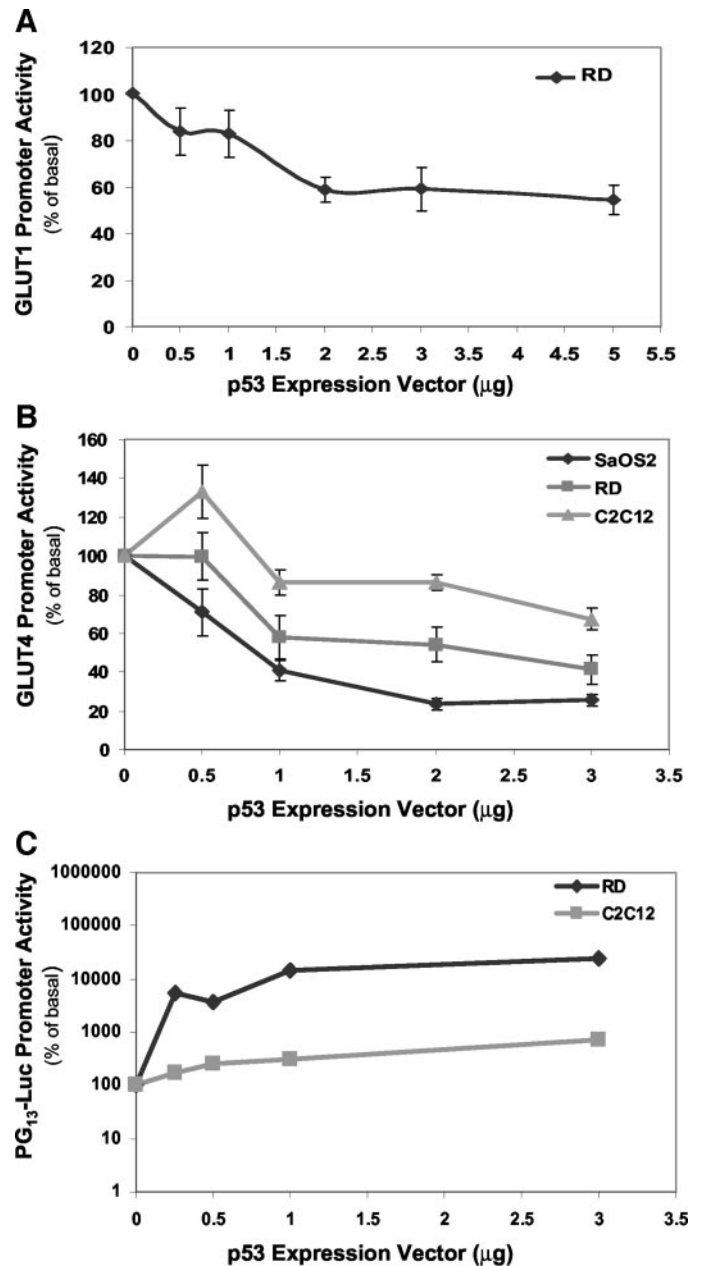 A
GLUT1 Promoter Activity
(% of basal)
120
100
80
60
40
20
0
RD
0 0.5 1 1.5 2 2.5 3 3.5 4 4.5 5 5.5
p53 Expression Vector (μg)
B
GLUT4 Promoter Activity
(% of basal)
160
140
120
100
80
60
40
20
0
SaOS2
RD
C2C12
0 0.5 1 1.5 2 2.5 3 3.5
p53 Expression Vector (μg)
C
PG13-Luc Promoter Activity
(% of basal)
1000000
100000
10000
1000
100
10
1
RD
C2C12
0 0.5 1 1.5 2 2.5 3 3.5
p53 Expression Vector (μg)